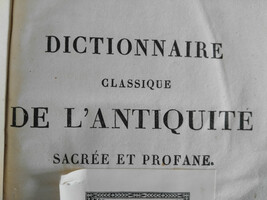 DICTIONNAIRE
CLASSIQUE
DE L'ANTIQUITÉ
SACRÉE ET PROFANE.